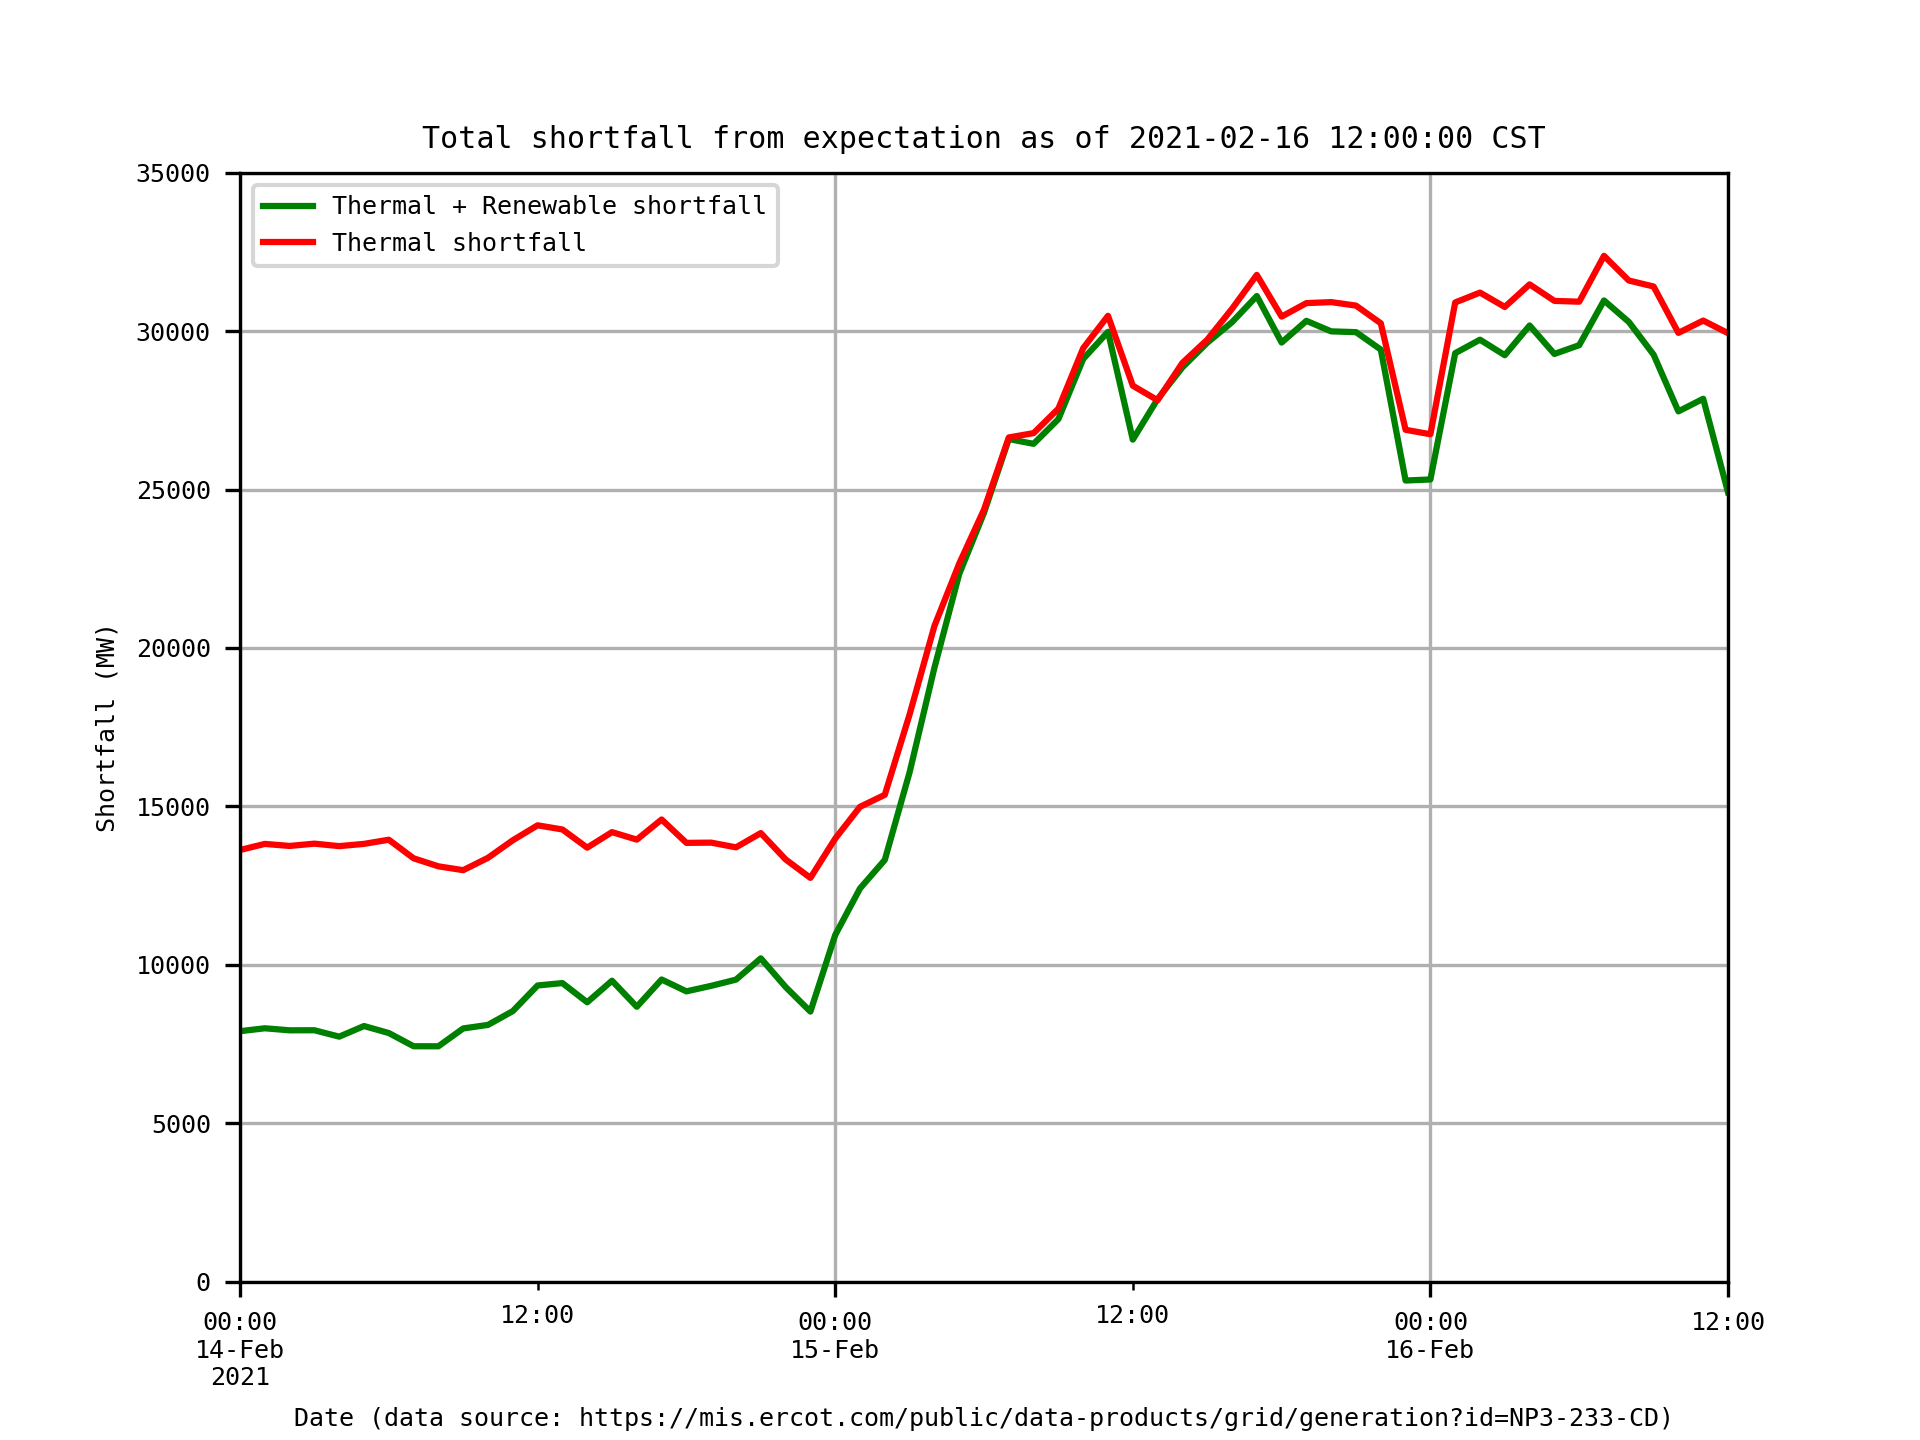 Total shortfall from expectation as of 2021-02-16 12:00:00 CST
Thermal + Renewable shortfall
Thermal shortfall
Shortfall (MW)
35000
30000
25000
20000
15000
10000
5000
0
00:00
14-Feb
2021
12:00
00:00
15-Feb
12:00
00:00
16-Feb
12:00
Date (data source: https://mis.ercot.com/public/data-products/grid/generation?id=NP3-233-CD)